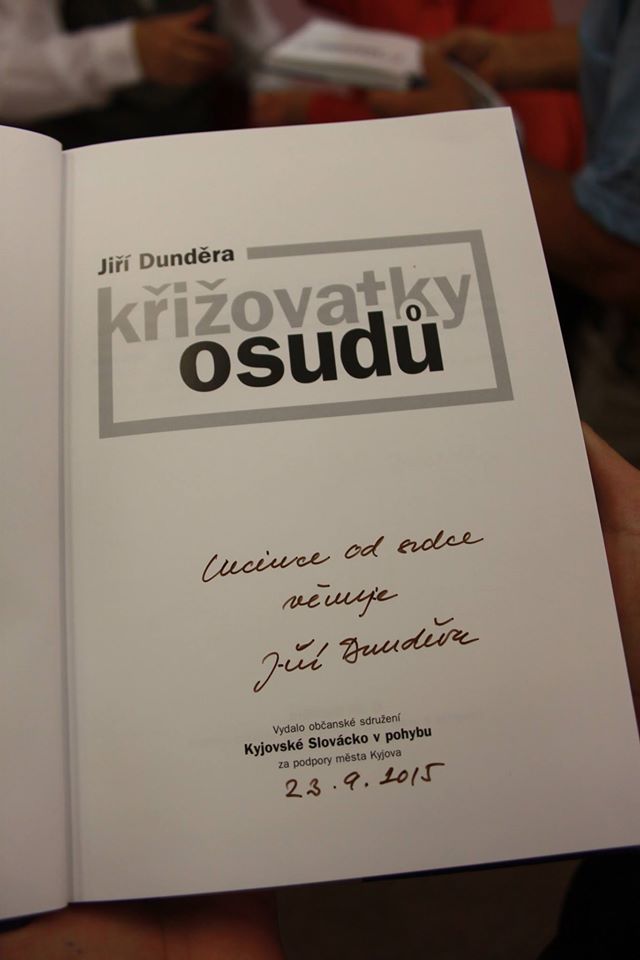 Jiří Dunděra
křižovatky
osudů
Lucince od srdce
věnuje
Jiří Dunděra
Vydalo občanské sdružení
Kyjovské Slovácko v pohybu
za podpory města Kyjova
23.9.2015